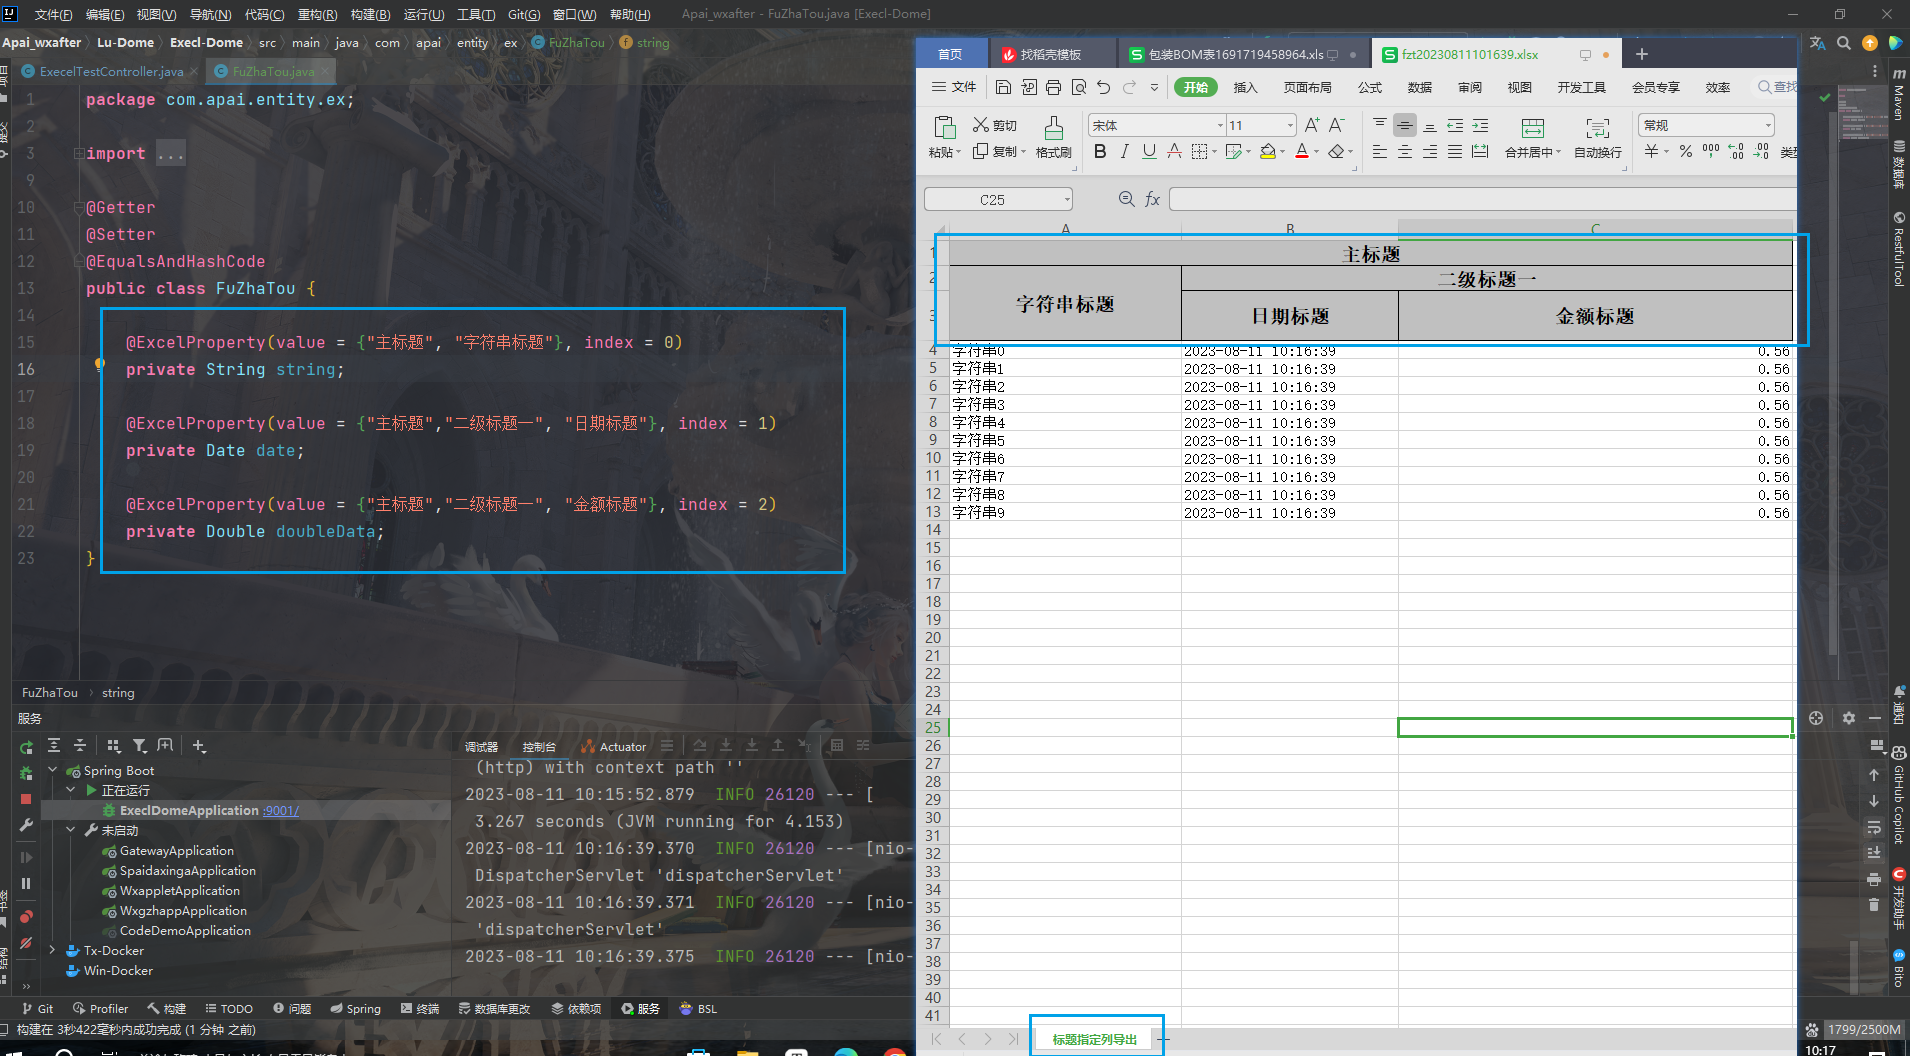 文件(F) 编辑(E) 视图(V) 导航(N) 代码(C) 重构(R) 构建(B) 运行(U) 工具(T) Git(G) 窗口(W) 帮助(H) Apai_wxafter - FuZhaTou.java [Execl-Dome]
Apai_wxafter Lu-Dome Execl-Dome src main java com apai entity ex FuZhaTou string
ExecelTestController.java FuZhaTou.java
1 package com.apai.entity.ex;
2
3 import ...
9
10 @Getter
11 @Setter
12 @EqualsAndHashCode
13 public class FuZhaTou {
14
15 @ExcelProperty(value = {"主标题", "字符串标题"}, index = 0)
16 private String string;
17
18 @ExcelProperty(value = {"主标题","二级标题一", "日期标题"}, index = 1)
19 private Date date;
20
21 @ExcelProperty(value = {"主标题","二级标题一", "金额标题"}, index = 2)
22 private Double doubleData;
23 }
FuZhaTou string
服务
调试器 控制台 Actuator
Spring Boot
正在运行
ExeclDomeApplication :9001/
未启动
GatewayApplication
SpaidaxingaApplication
WxappletApplication
WxgzhappApplication
CodeDemoApplication
Tx-Docker
Win-Docker
(http) with context path ''
2023-08-11 10:15:52.879 INFO 26120 --- [
3.267 seconds (JVM running for 4.153)
2023-08-11 10:16:39.370 INFO 26120 --- [nio-
DispatcherServlet 'dispatcherServlet'
2023-08-11 10:16:39.371 INFO 26120 --- [nio-
'dispatcherServlet'
2023-08-11 10:16:39.375 INFO 26120 --- [nio-
Git Profiler 构建 TODO 问题 Spring 终端 数据库更改 依赖项 服务 BSL
构建在 3秒422毫秒内成功完成 (1 分钟 之前)
首页 找稻壳模板 包装BOM表1691719458964.xls fzt20230811101639.xlsx
文件 开始 插入 页面布局 公式 数据 审阅 视图 开发工具 会员专享 效率 查找
粘贴 剪切 复制 格式刷 宋体 11 合并居中 自动换行 常规
B I U A A ¥ %
C25 fx
A B C
1 主标题
2 字符串标题 二级标题一
3 日期标题 金额标题
4 字符串0 2023-08-11 10:16:39 0.56
5 字符串1 2023-08-11 10:16:39 0.56
6 字符串2 2023-08-11 10:16:39 0.56
7 字符串3 2023-08-11 10:16:39 0.56
8 字符串4 2023-08-11 10:16:39 0.56
9 字符串5 2023-08-11 10:16:39 0.56
10 字符串6 2023-08-11 10:16:39 0.56
11 字符串7 2023-08-11 10:16:39 0.56
12 字符串8 2023-08-11 10:16:39 0.56
13 字符串9 2023-08-11 10:16:39 0.56
14
15
16
17
18
19
20
21
22
23
24
25
26
27
28
29
30
31
32
33
34
35
36
37
38
39
40
41
标题指定列导出
Maven
数据库
RestfulTool
通知
GitHub Copilot
开发助手
Bito
1799/2500M
10:17